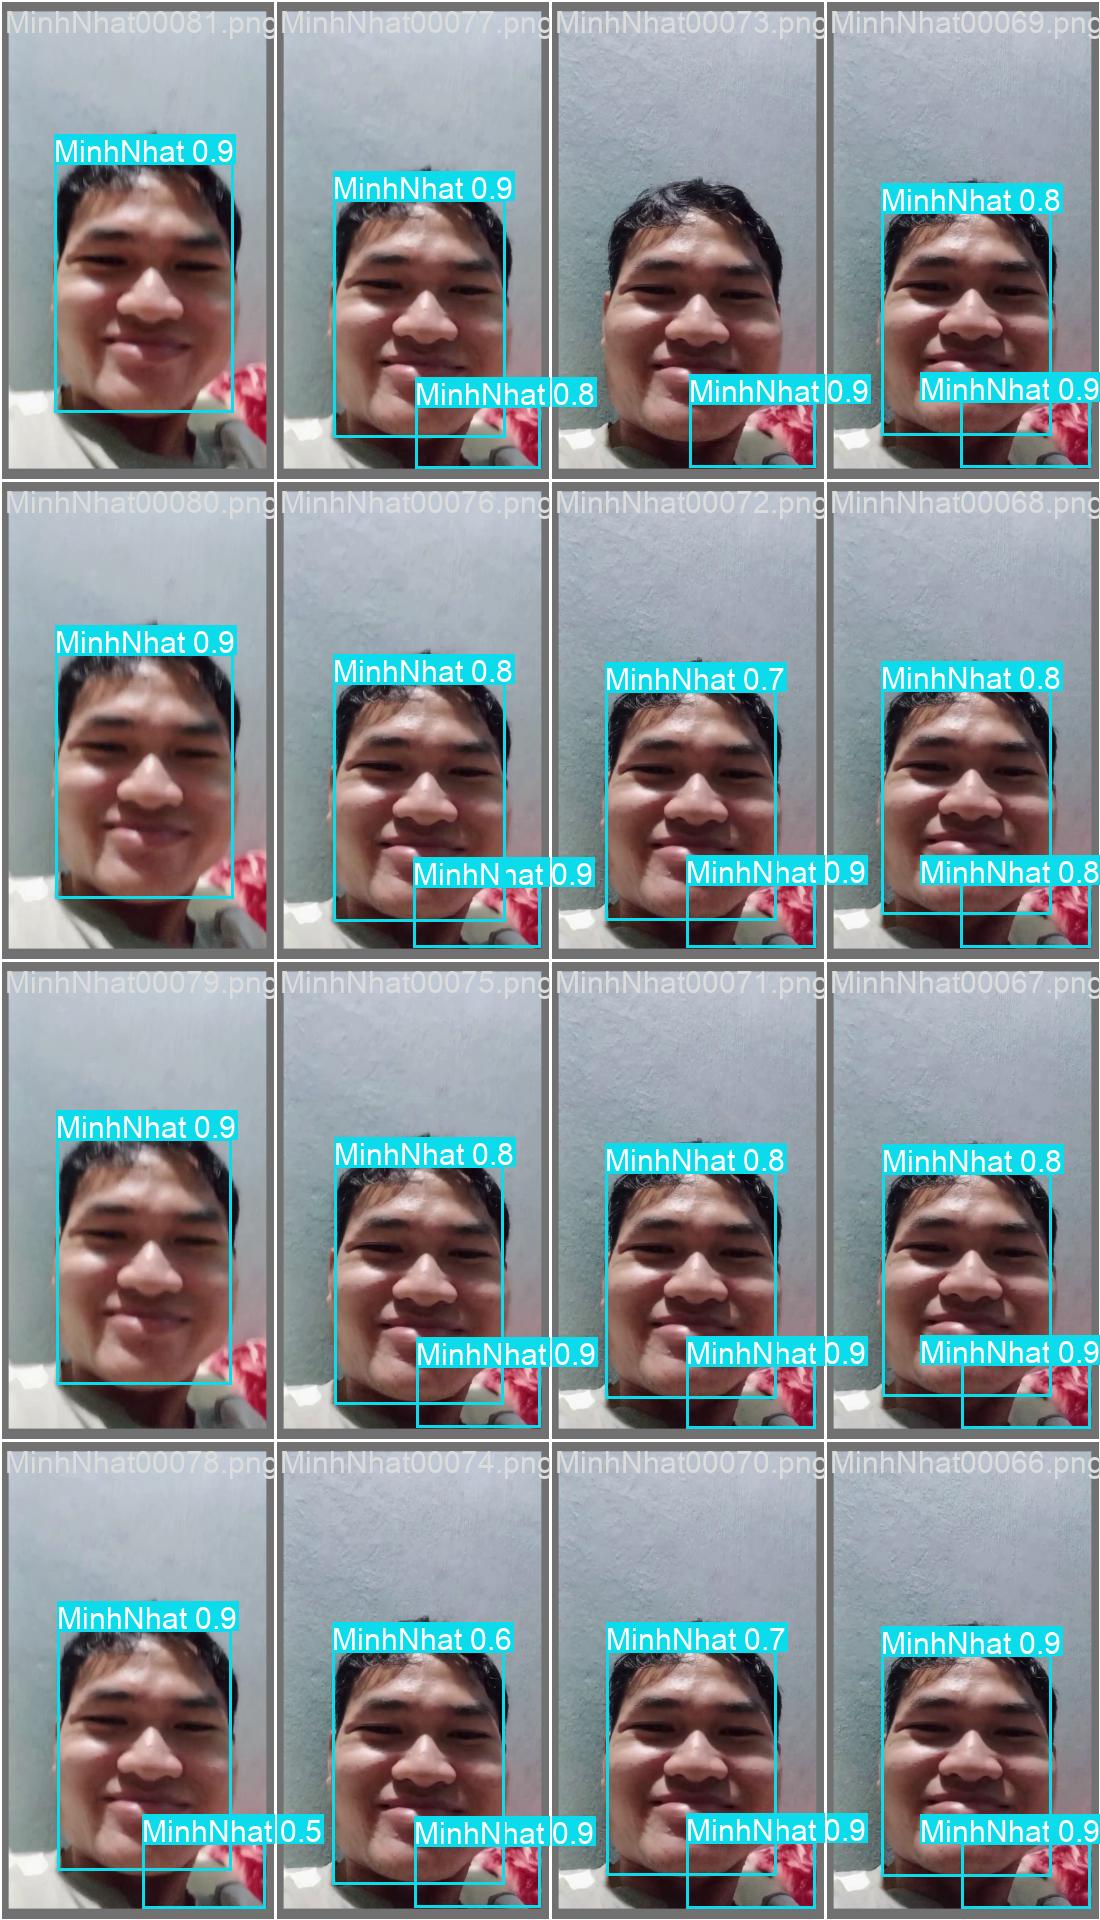 MinhNhat00081.png
MinhNhat00077.png
MinhNhat00073.png
MinhNhat00069.png
MinhNhat 0.9
MinhNhat 0.9
MinhNhat 0.8
MinhNhat 0.8
MinhNhat 0.9
MinhNhat 0.9
MinhNhat00080.png
MinhNhat00076.png
MinhNhat00072.png
MinhNhat00068.png
MinhNhat 0.9
MinhNhat 0.8
MinhNhat 0.7
MinhNhat 0.8
MinhNhat 0.9
MinhNhat 0.9
MinhNhat 0.8
MinhNhat00079.png
MinhNhat00075.png
MinhNhat00071.png
MinhNhat00067.png
MinhNhat 0.9
MinhNhat 0.8
MinhNhat 0.8
MinhNhat 0.8
MinhNhat 0.9
MinhNhat 0.9
MinhNhat 0.9
MinhNhat00078.png
MinhNhat00074.png
MinhNhat00070.png
MinhNhat00066.png
MinhNhat 0.9
MinhNhat 0.6
MinhNhat 0.7
MinhNhat 0.9
MinhNhat 0.5
MinhNhat 0.9
MinhNhat 0.9
MinhNhat 0.9